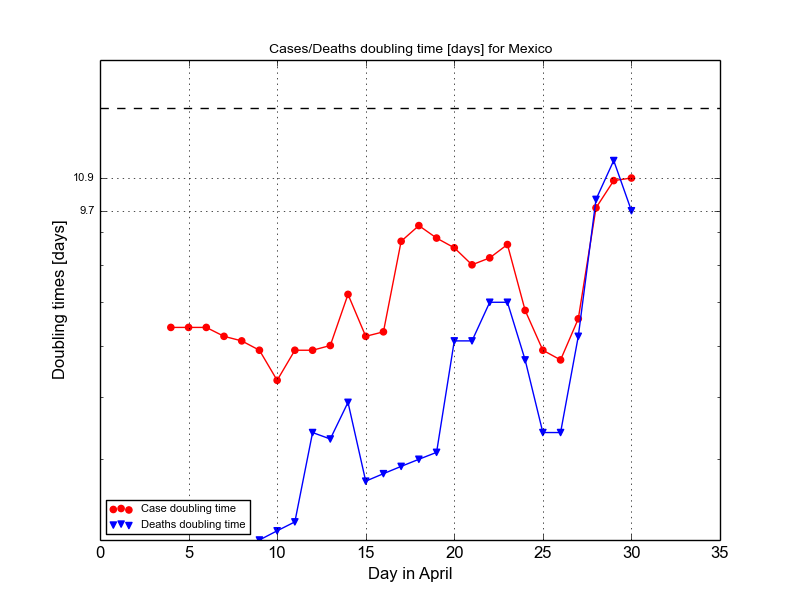 Cases/Deaths doubling time [days] for Mexico
10.9
9.7
Doubling times [days]
Case doubling time
Deaths doubling time
0 5 10 15 20 25 30 35
Day in April